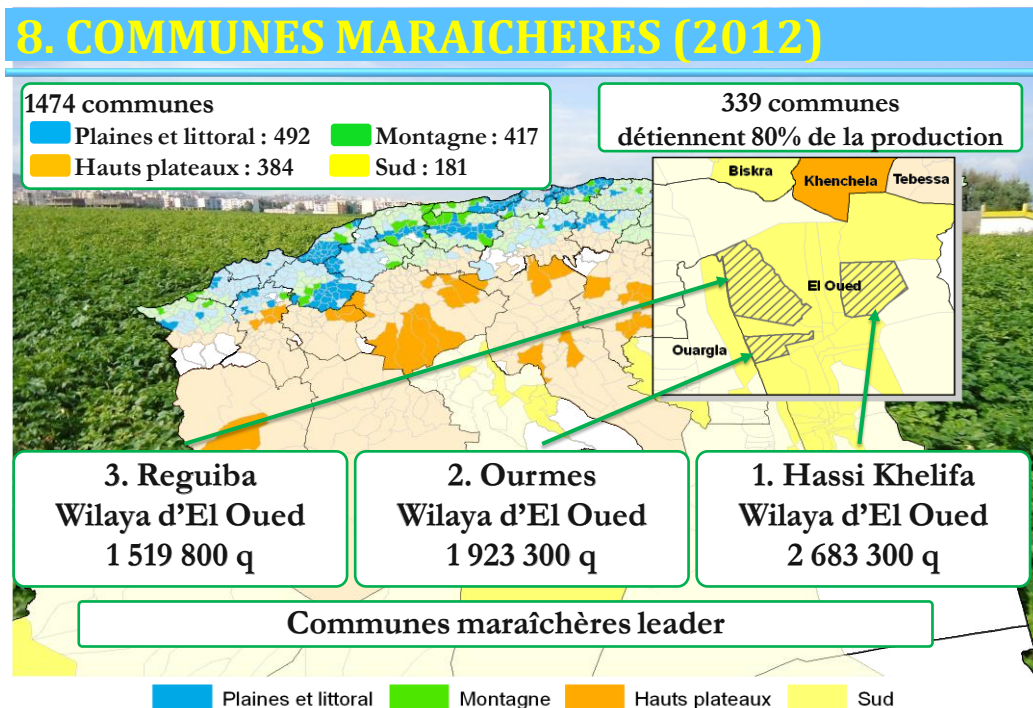 8. COMMUNES MARAICHERES (2012)
1474 communes
Plaines et littoral : 492
Montagne : 417
Hauts plateaux : 384
Sud : 181
339 communes
détiennent 80% de la production
Biskra
Khenchela
Tebessa
El Oued
Ouargla
3. Reguiba
Wilaya d'El Oued
1 519 800 q
2. Ourmes
Wilaya d'El Oued
1 923 300 q
1. Hassi Khelifa
Wilaya d'El Oued
2 683 300 q
Communes maraîchères leader
Plaines et littoral
Montagne
Hauts plateaux
Sud